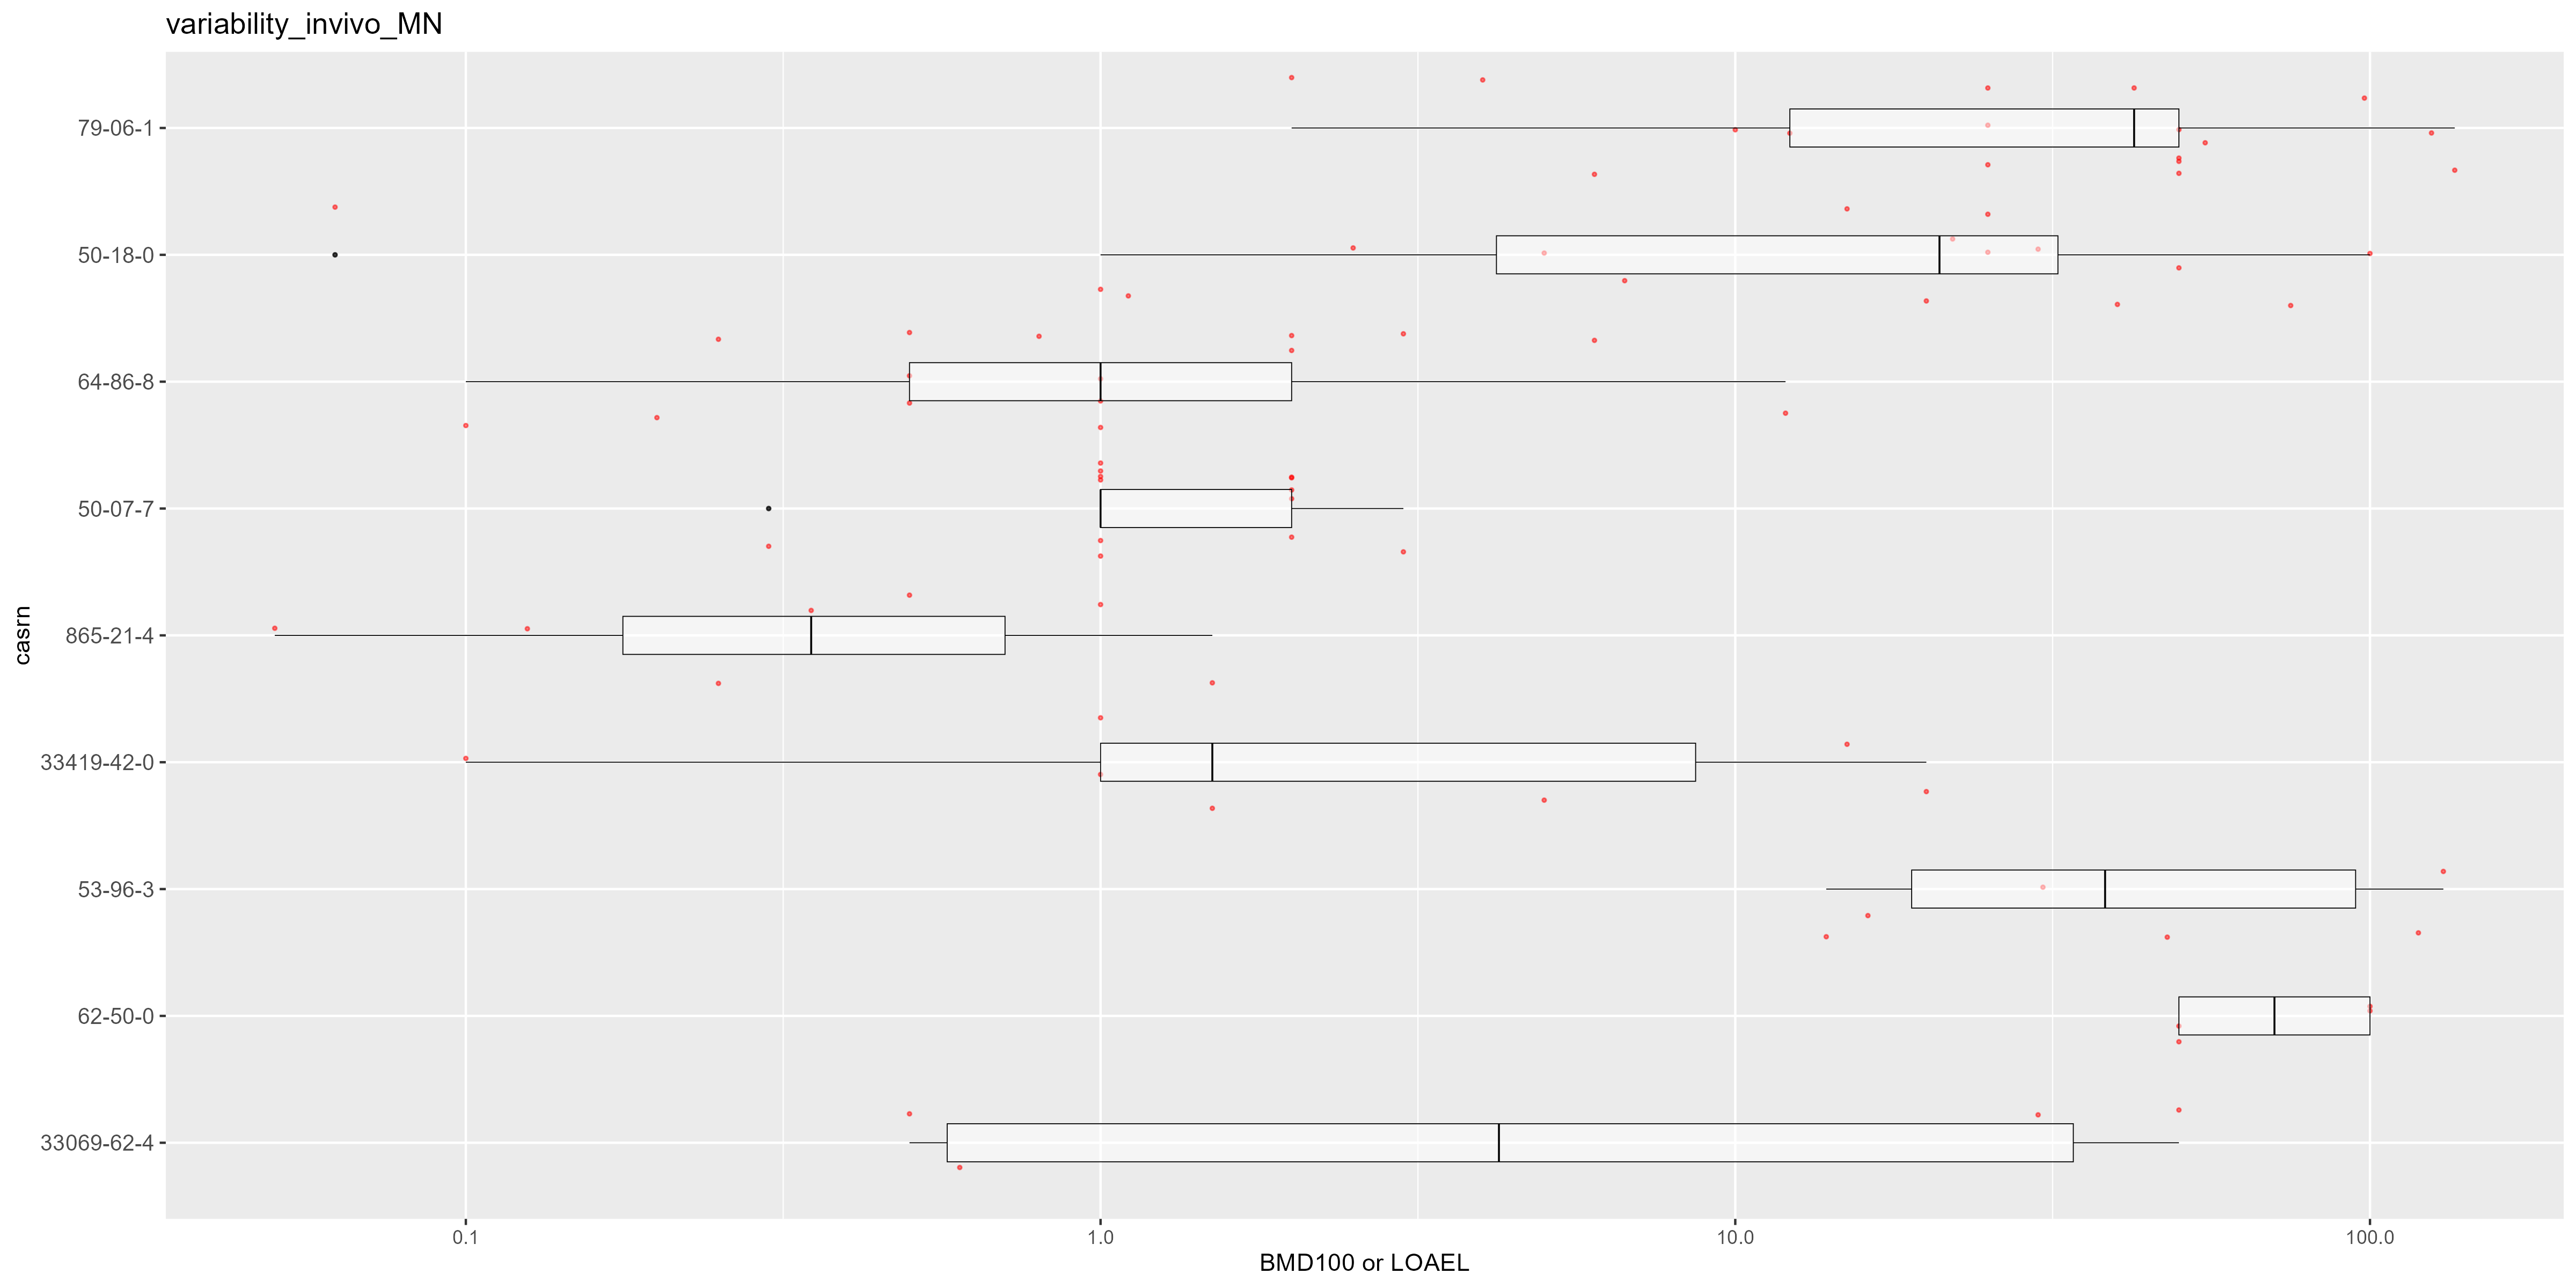 variability_invivo_MN
79-06-1
50-18-0
64-86-8
50-07-7
865-21-4
33419-42-0
53-96-3
62-50-0
33069-62-4
casrn
0.1 1.0 10.0 100.0
BMD100 or LOAEL